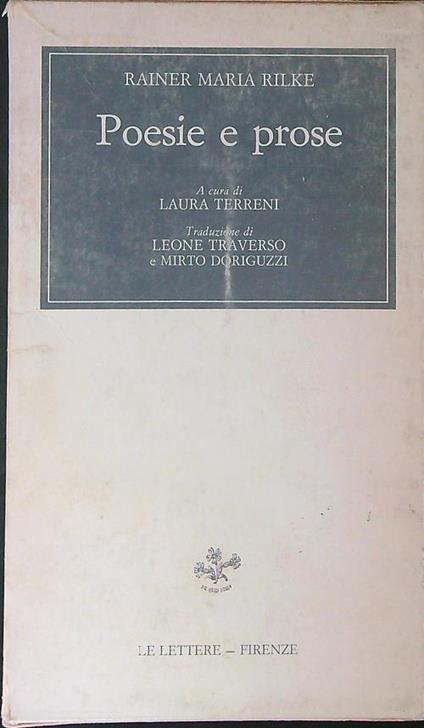 RAINER MARIA RILKE
Poesie e prose
A cura di
LAURA TERRENI
Traduzione di
LEONE TRAVERSO
e MIRTO DORIGUZZI
LE LETTERE – FIRENZE